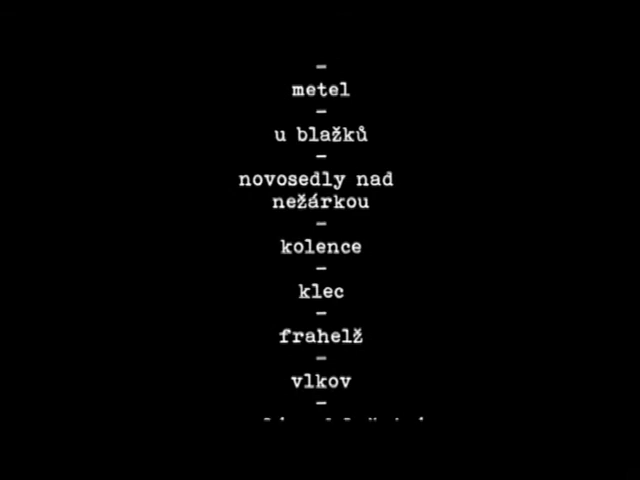 –
metel
–
u blažků
–
novosedly nad
nežárkou
–
kolence
–
klec
–
frahelž
–
vlkov
–